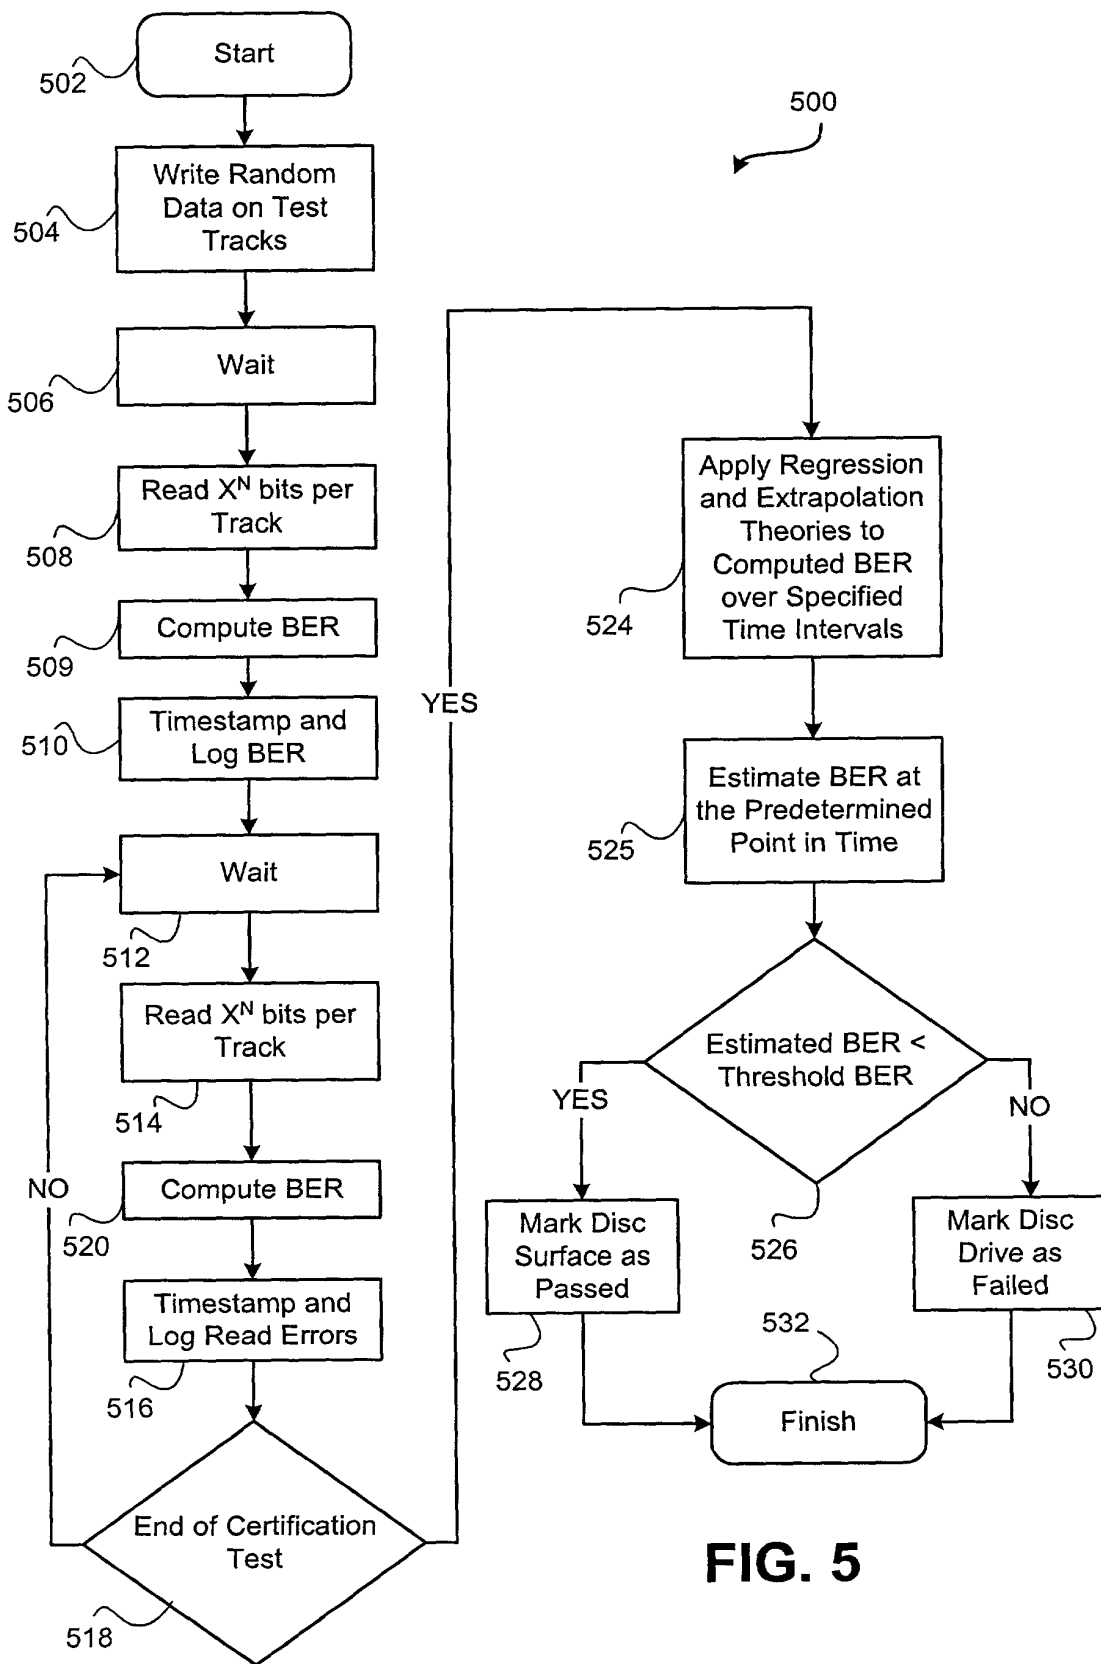 Start
502
Write Random
Data on Test
Tracks
504
Wait
506
Read X^N bits per
Track
508
Compute BER
509
Timestamp and
Log BER
510
Wait
512
Read X^N bits per
Track
514
Compute BER
520
Timestamp and
Log Read Errors
516
End of Certification
Test
518
NO
YES
500
Apply Regression
and Extrapolation
Theories to
Computed BER
over Specified
Time Intervals
524
Estimate BER at
the Predetermined
Point in Time
525
Estimated BER <
Threshold BER
526
YES
NO
Mark Disc
Surface as
Passed
528
Mark Disc
Drive as
Failed
530
532
Finish
FIG. 5